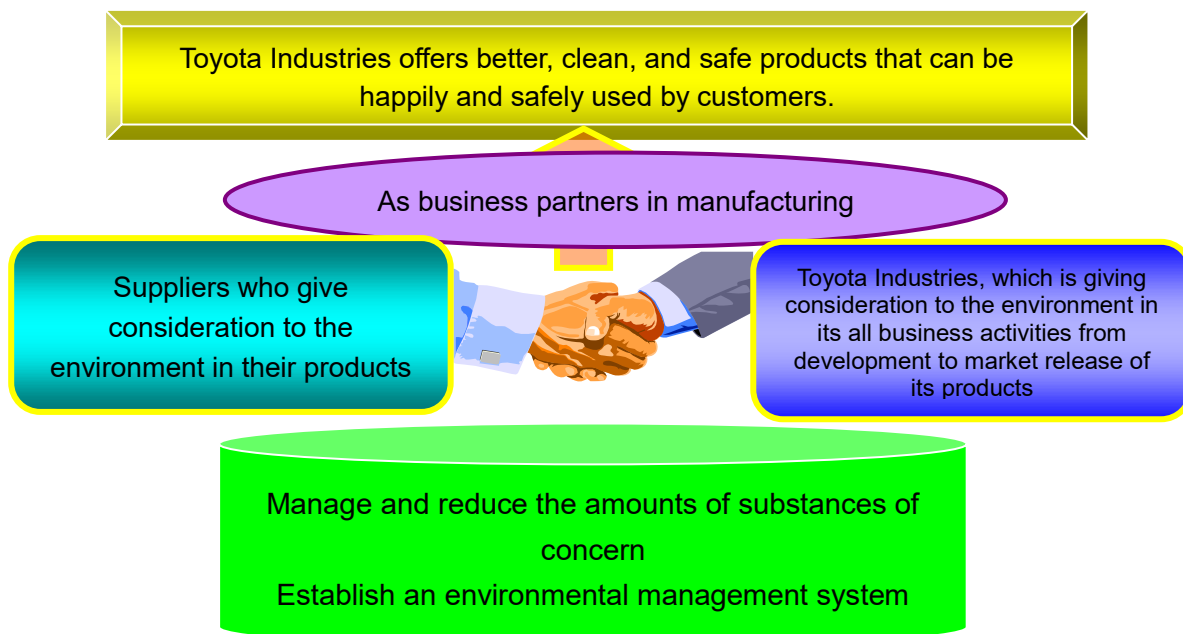 Toyota Industries offers better, clean, and safe products that can be
happily and safely used by customers.
As business partners in manufacturing
Suppliers who give
consideration to the
environment in their products
Toyota Industries, which is giving
consideration to the environment in
its all business activities from
development to market release of
its products
Manage and reduce the amounts of substances of
concern
Establish an environmental management system